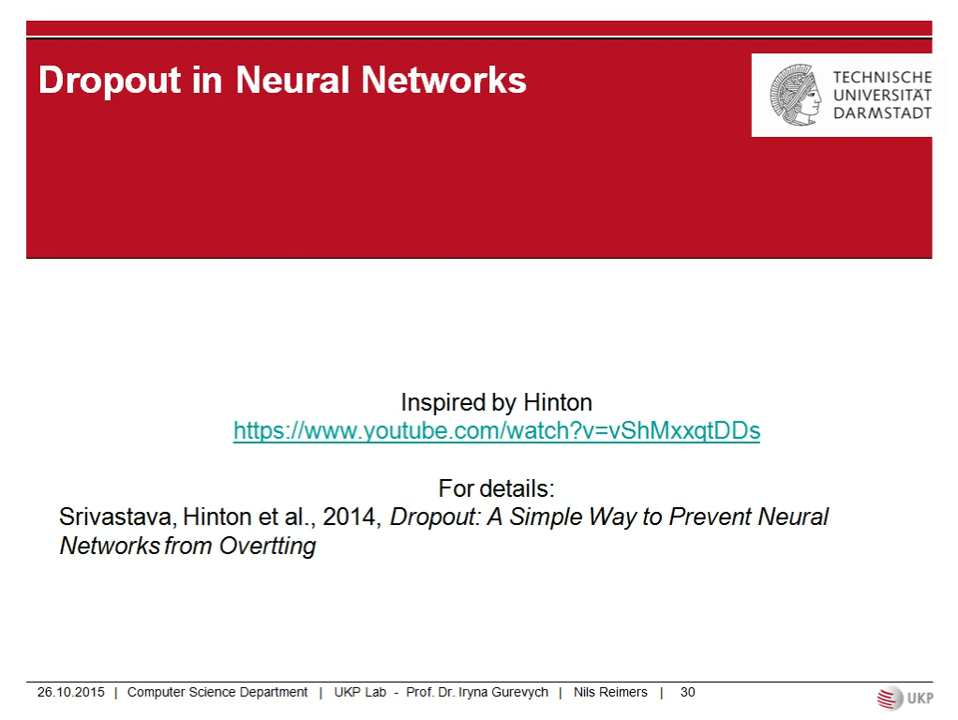 Dropout in Neural Networks
TECHNISCHE
UNIVERSITÄT
DARMSTADT
Inspired by Hinton
https://www.youtube.com/watch?v=vShMxxqtDDs
For details:
Srivastava, Hinton et al., 2014, Dropout: A Simple Way to Prevent Neural
Networks from Overtting
26.10.2015 | Computer Science Department | UKP Lab - Prof. Dr. Iryna Gurevych | Nils Reimers | 30
UKP